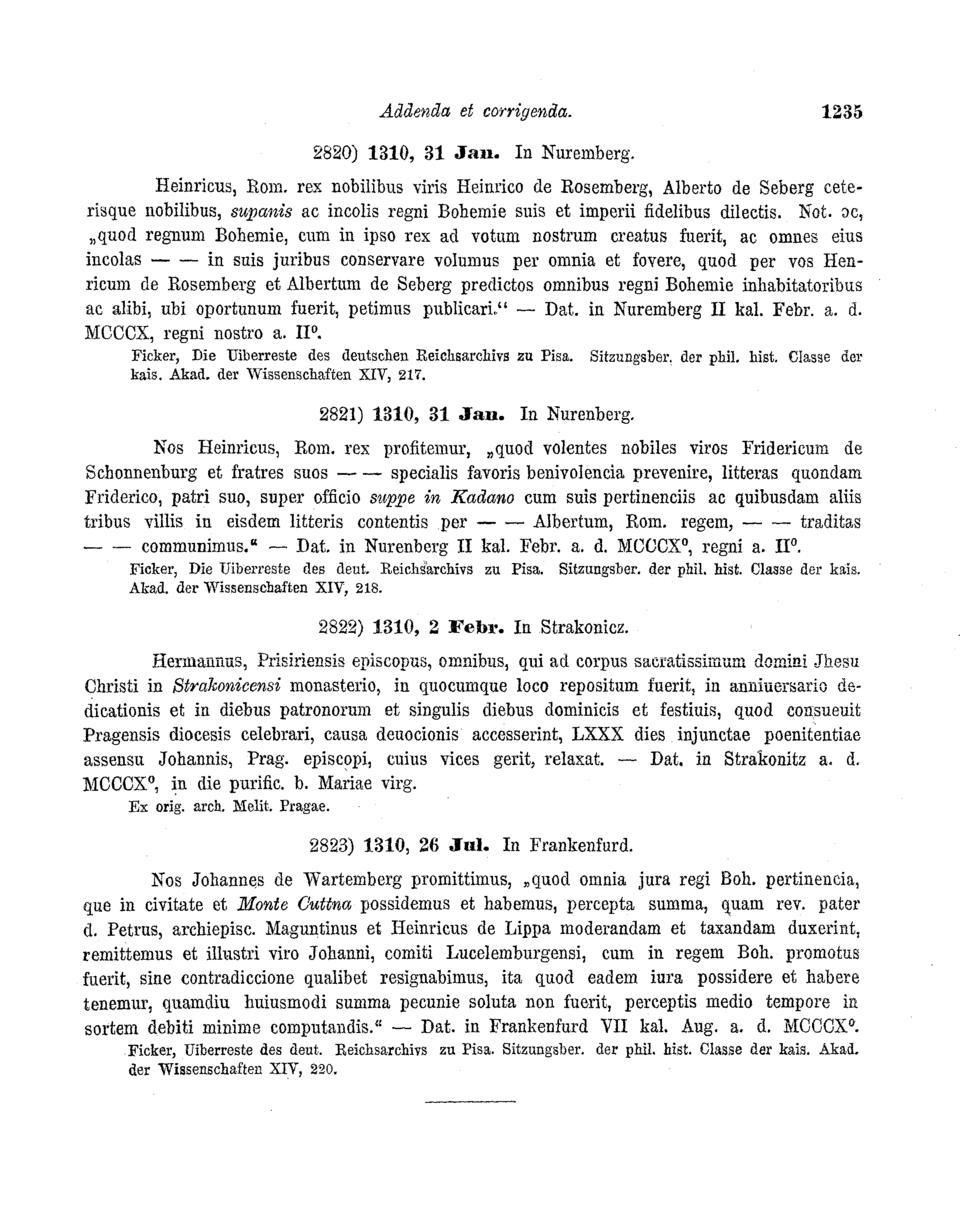 Addenda et corrigenda. 1235
2820) 1310, 31 Jan. In Nuremberg.
Heinricus, Rom. rex nobilibus viris Heinrico de Rosemberg, Alberto de Seberg cete-
risque nobilibus, supanis ac incolis regni Bohemie suis et imperii fidelibus dilectis. Not. ɔc,
„quod regnum Bohemie, cum in ipso rex ad votum nostrum creatus fuerit, ac omnes eius
incolas — — in suis juribus conservare volumus per omnia et fovere, quod per vos Hen-
ricum de Rosemberg et Albertum de Seberg predictos omnibus regni Bohemie inhabitatoribus
ac alibi, ubi oportunum fuerit, petimus publicari.“ — Dat. in Nuremberg II kal. Febr. a. d.
MCCCX, regni nostro a. II⁰.
Ficker, Die Uiberreste des deutschen Reichsarchivs zu Pisa. Sitzungsber. der phil. hist. Classe der
kais. Akad. der Wissenschaften XIV, 217.
2821) 1310, 31 Jan. In Nurenberg.
Nos Heinricus, Rom. rex profitemur, „quod volentes nobiles viros Fridericum de
Schonnenburg et fratres suos — — specialis favoris benivolencia prevenire, litteras quondam
Friderico, patri suo, super officio suppe in Kadano cum suis pertinenciis ac quibusdam aliis
tribus villis in eisdem litteris contentis per — — Albertum, Rom. regem, — — traditas
— — communimus.“ — Dat. in Nurenberg II kal. Febr. a. d. MCCCX⁰, regni a. II⁰.
Ficker, Die Uiberreste des deut. Reichsarchivs zu Pisa. Sitzungsber. der phil. hist. Classe der kais.
Akad. der Wissenschaften XIV, 218.
2822) 1310, 2 Febr. In Strakonicz.
Hermannus, Prisiriensis episcopus, omnibus, qui ad corpus sacratissimum domini Jhesu
Christi in Strakonicensi monasterio, in quocumque loco repositum fuerit, in anniuersario de-
dicationis et in diebus patronorum et singulis diebus dominicis et festiuis, quod consueuit
Pragensis diocesis celebrari, causa deuocionis accesserint, LXXX dies injunctae poenitentiae
assensu Johannis, Prag. episcopi, cuius vices gerit, relaxat. — Dat. in Strakonitz a. d.
MCCCX⁰, in die purific. b. Mariae virg.
Ex orig. arch. Melit. Pragae.
2823) 1310, 26 Jul. In Frankenfurd.
Nos Johannes de Wartemberg promittimus, „quod omnia jura regi Boh. pertinencia,
que in civitate et Monte Cuttna possidemus et habemus, percepta summa, quam rev. pater
d. Petrus, archiepisc. Maguntinus et Heinricus de Lippa moderandam et taxandam duxerint,
remittemus et illustri viro Johanni, comiti Lucelemburgensi, cum in regem Boh. promotus
fuerit, sine contradiccione qualibet resignabimus, ita quod eadem iura possidere et habere
tenemur, quamdiu huiusmodi summa pecunie soluta non fuerit, perceptis medio tempore in
sortem debiti minime computandis.“ — Dat. in Frankenfurd VII kal. Aug. a. d. MCCCX⁰.
Ficker, Uiberreste des deut. Reichsarchivs zu Pisa. Sitzungsber. der phil. hist. Classe der kais. Akad.
der Wissenschaften XIV, 220.